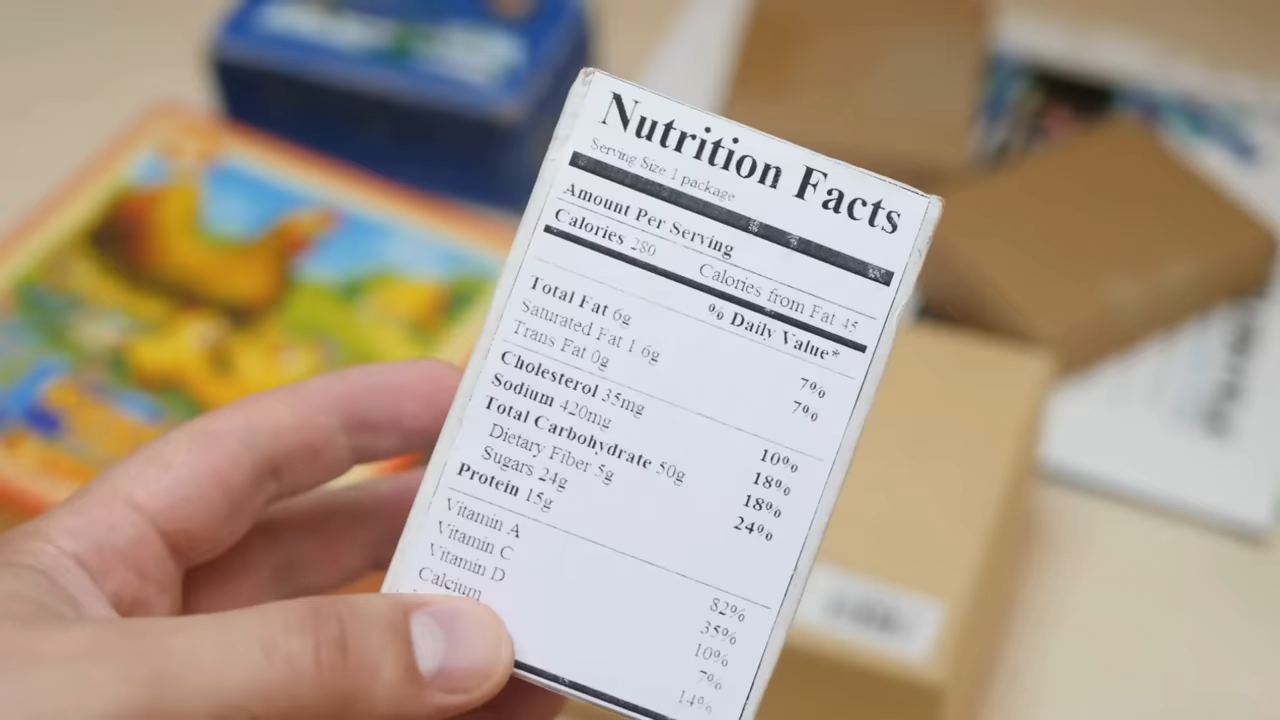 Nutrition Facts
Serving Size 1 package
Amount Per Serving
Calories 280 Calories from Fat 45
% Daily Value*
Total Fat 6g 7%
Saturated Fat 1 6g 7%
Trans Fat 0g
Cholesterol 35mg 10%
Sodium 420mg 18%
Total Carbohydrate 50g 18%
Dietary Fiber 5g 24%
Sugars 24g
Protein 15g
Vitamin A 82%
Vitamin C 35%
Vitamin D 10%
Calcium 7%
14%